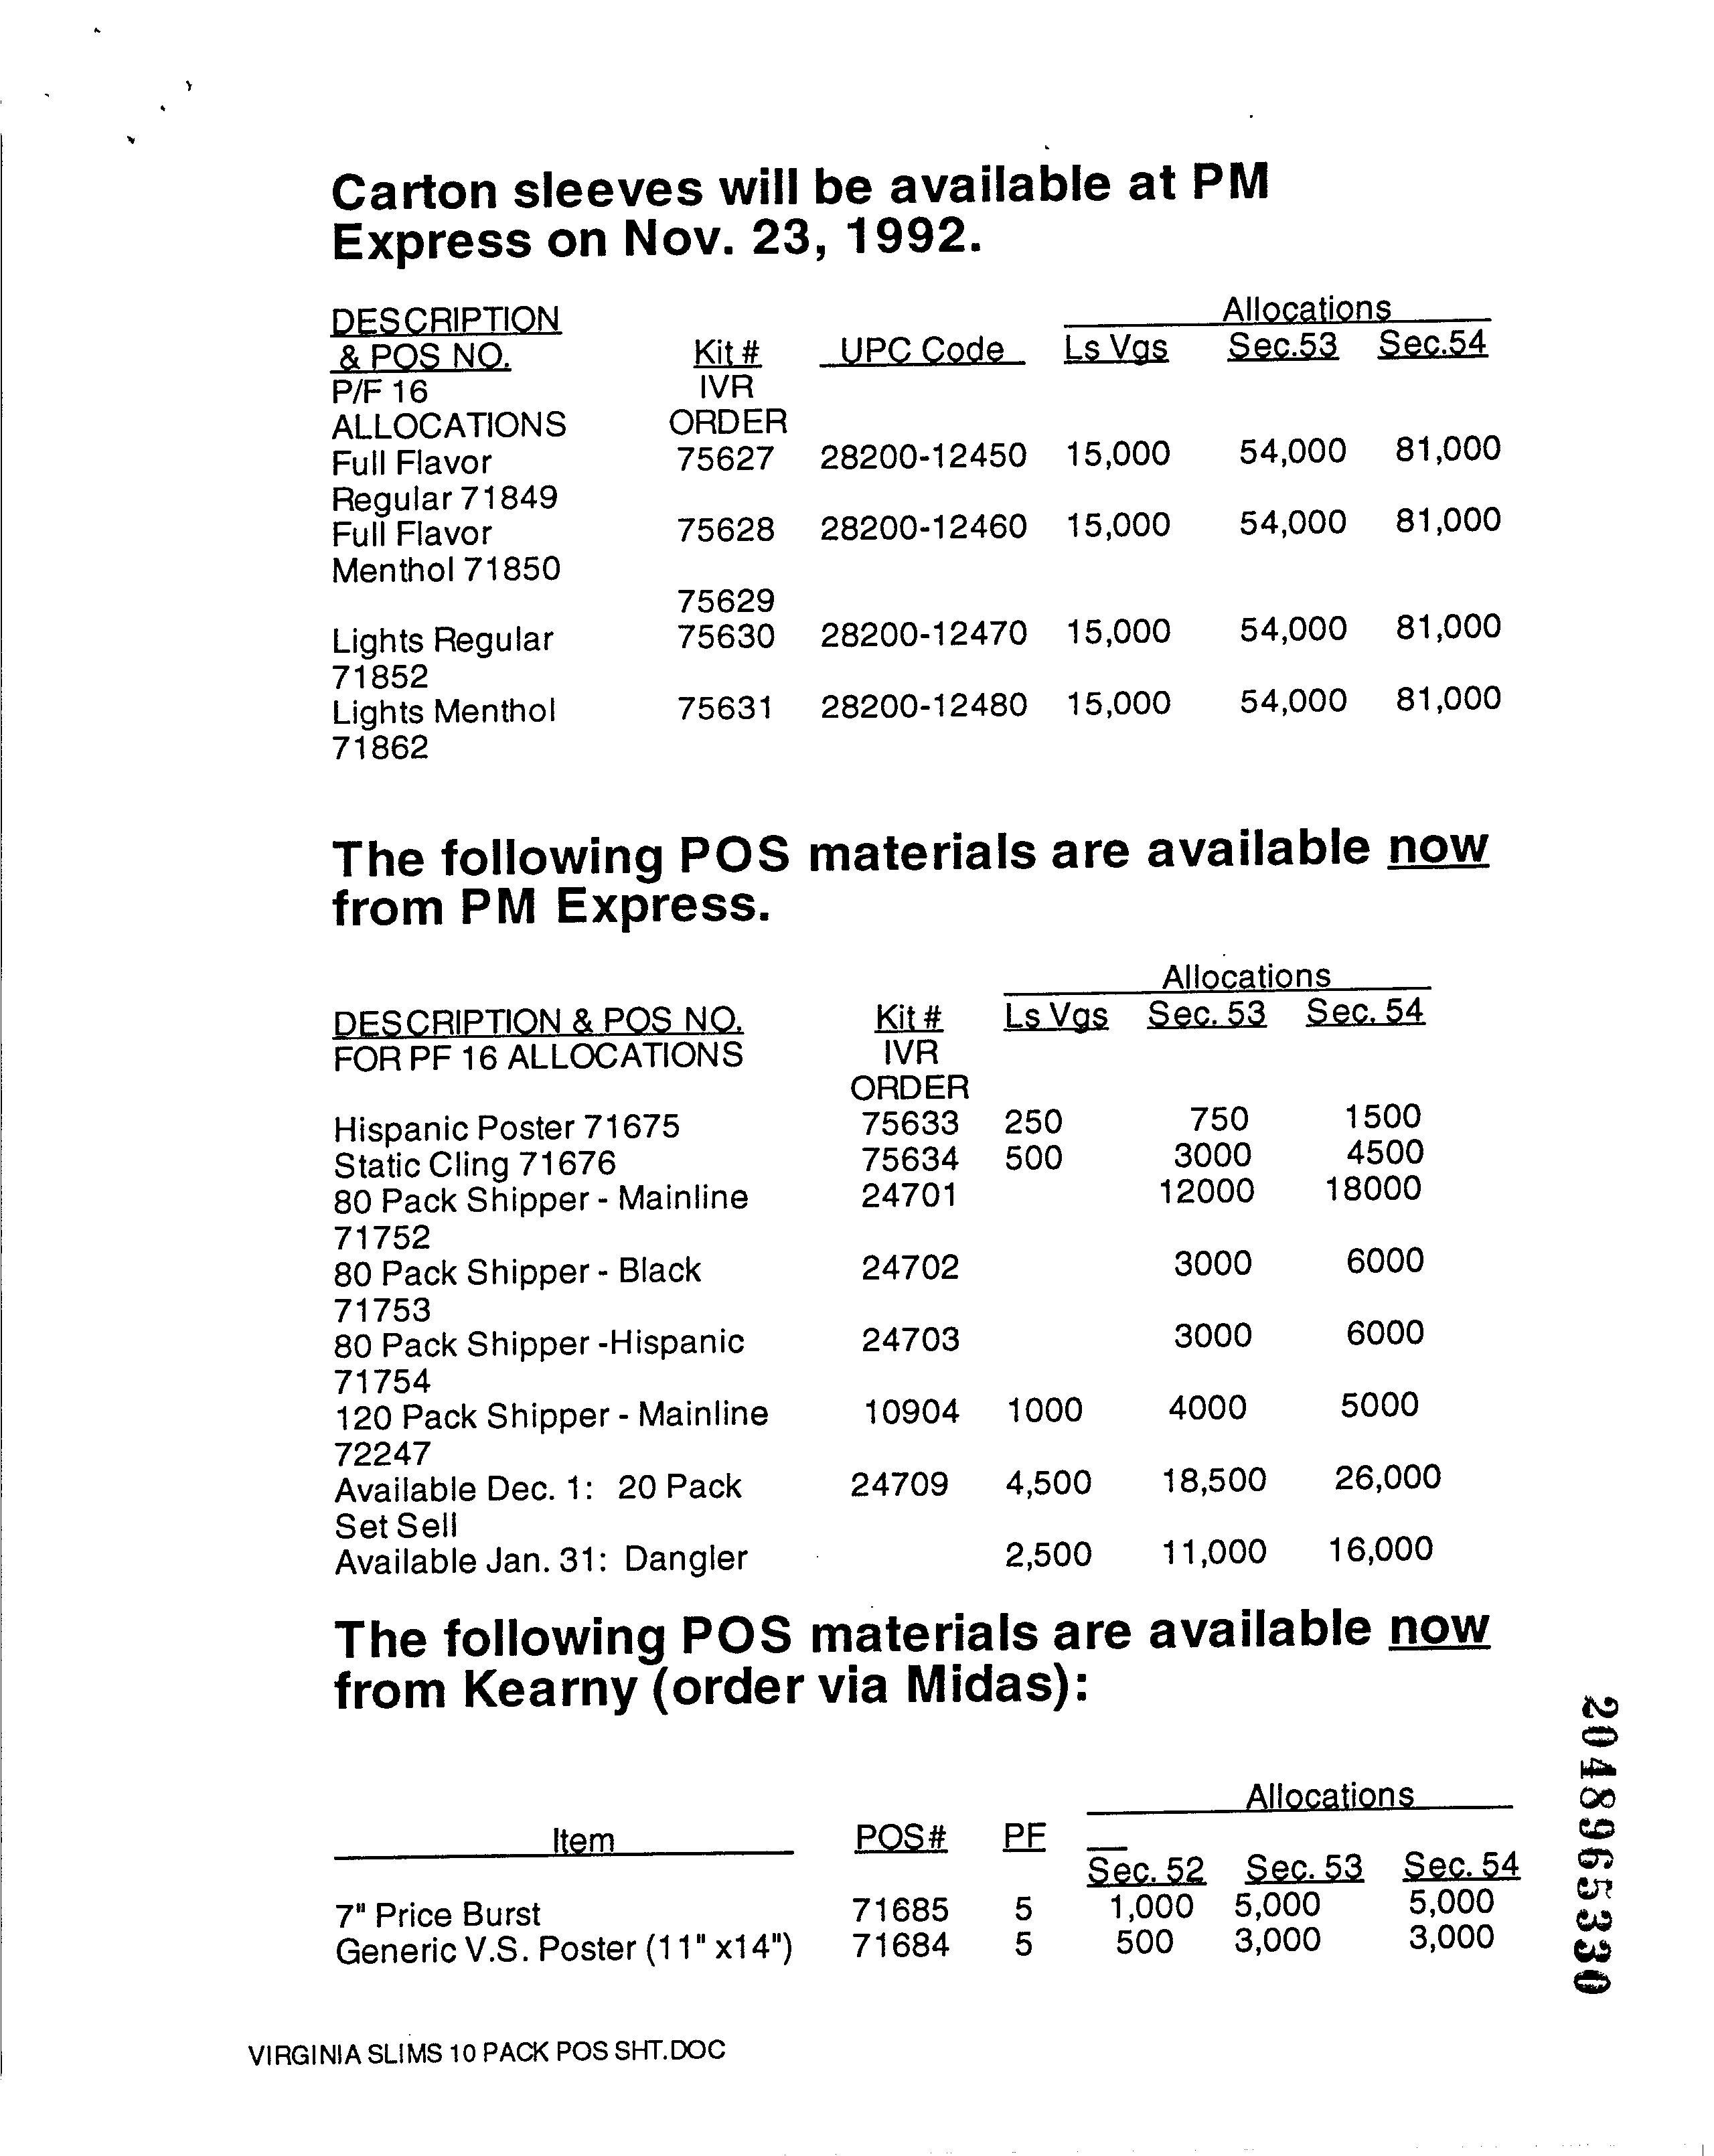 Carton sleeves will be available at PM
Express on Nov. 23, 1992.
Allocations
DESCRIPTION
& POS NO. Kit # UPC Code Ls Vgs Sec.53 Sec.54
P/F 16 IVR
ALLOCATIONS ORDER
Full Flavor 75627 28200-12450 15,000 54,000 81,000
Regular 71849
Full Flavor 75628 28200-12460 15,000 54,000 81,000
Menthol 71850
75629
Lights Regular 75630 28200-12470 15,000 54,000 81,000
71852
Lights Menthol 75631 28200-12480 15,000 54,000 81,000
71862
The following POS materials are available now
from PM Express.
Allocations
DESCRIPTION & POS NO. Kit # Ls Vgs Sec. 53 Sec. 54
FOR PF 16 ALLOCATIONS IVR
ORDER
Hispanic Poster 71675 75633 250 750 1500
Static Cling 71676 75634 500 3000 4500
80 Pack Shipper - Mainline 24701 12000 18000
71752
80 Pack Shipper - Black 24702 3000 6000
71753
80 Pack Shipper -Hispanic 24703 3000 6000
71754
120 Pack Shipper - Mainline 10904 1000 4000 5000
72247
Available Dec. 1: 20 Pack 24709 4,500 18,500 26,000
Set Sell
Available Jan. 31: Dangler 2,500 11,000 16,000
The following POS materials are available now
from Kearny (order via Midas):
Allocations
Item POS# PF
Sec. 52 Sec. 53 Sec. 54
7" Price Burst 71685 5 1,000 5,000 5,000
Generic V.S. Poster (11" x14") 71684 5 500 3,000 3,000
2048965330
VIRGINIA SLIMS 10 PACK POS SHT.DOC